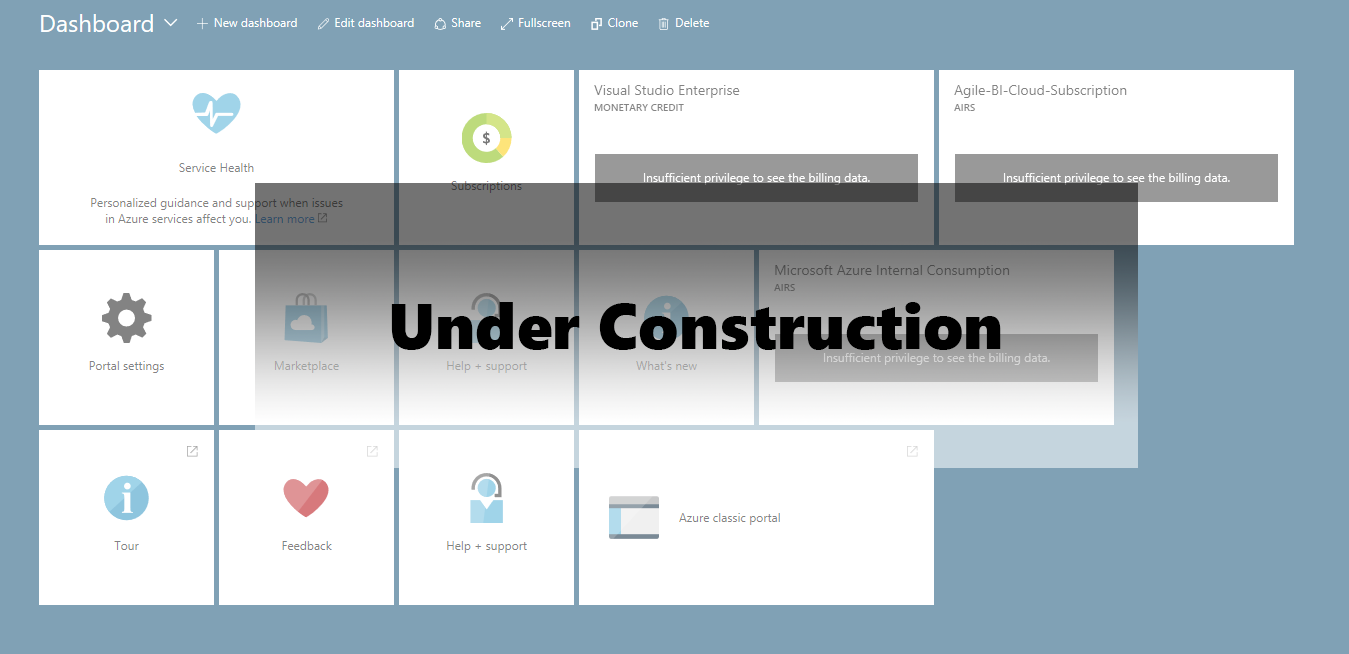 Dashboard
New dashboard
Edit dashboard
Share
Fullscreen
Clone
Delete
Service Health
Personalized guidance and support when issues
in Azure services affect you. Learn more
$
Subscriptions
Visual Studio Enterprise
MONETARY CREDIT
Insufficient privilege to see the billing data.
Agile-BI-Cloud-Subscription
AIRS
Insufficient privilege to see the billing data.
Portal settings
Marketplace
Help + support
What's new
Microsoft Azure Internal Consumption
AIRS
Insufficient privilege to see the billing data.
Under Construction
Tour
Feedback
Help + support
Azure classic portal